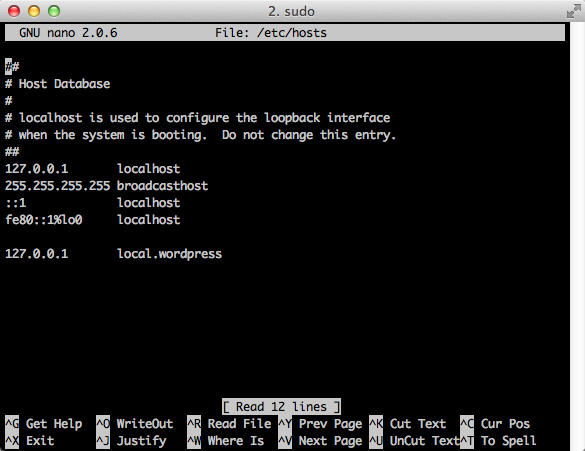 2. sudo
GNU nano 2.0.6 File: /etc/hosts
##
# Host Database
#
# localhost is used to configure the loopback interface
# when the system is booting.  Do not change this entry.
##
127.0.0.1 localhost
255.255.255.255 broadcasthost
::1 localhost
fe80::1%lo0 localhost
127.0.0.1 local.wordpress
[ Read 12 lines ]
^G Get Help ^O WriteOut ^R Read File ^Y Prev Page ^K Cut Text ^C Cur Pos
^X Exit ^J Justify ^W Where Is ^V Next Page ^U UnCut Text ^T To Spell